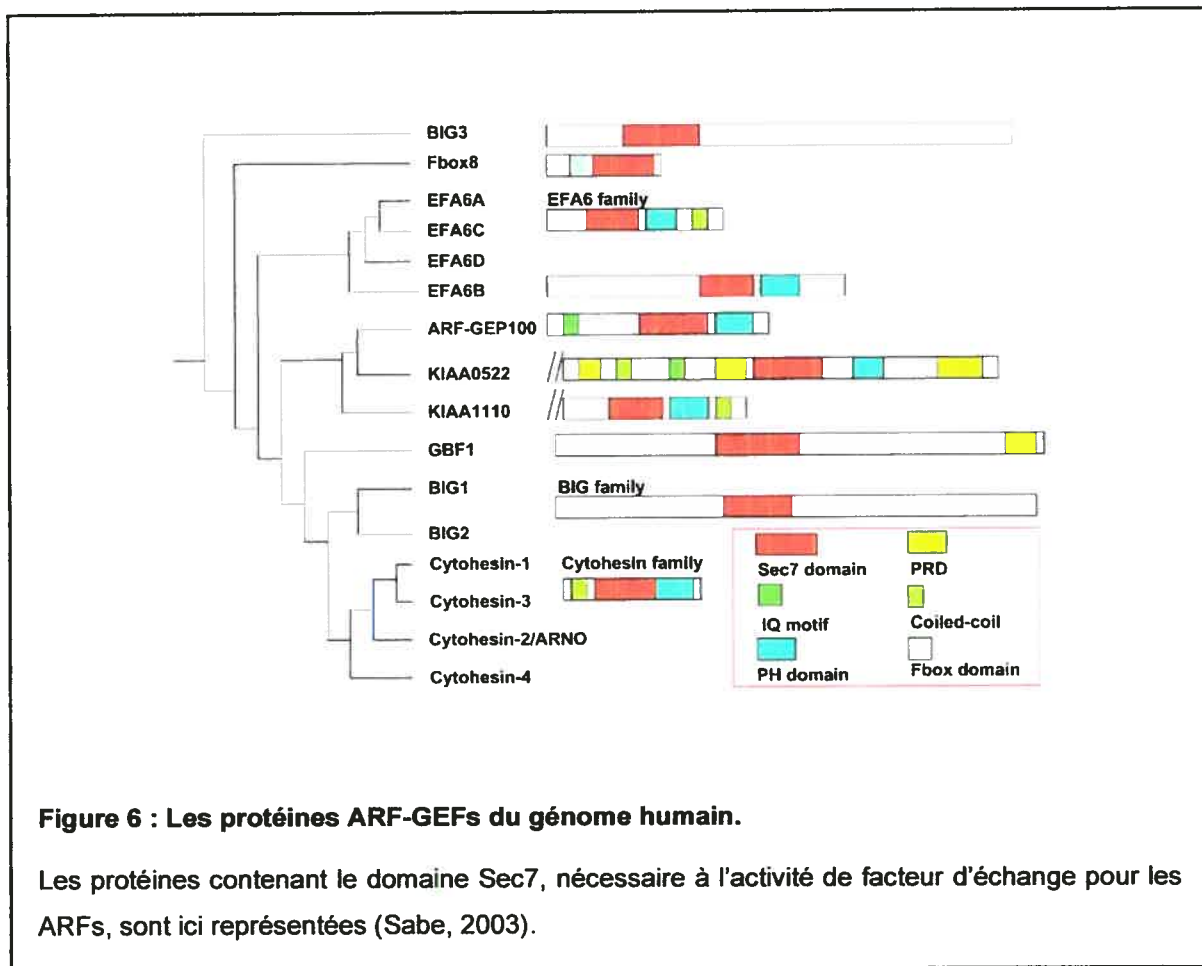 BIG3
Fbox8
EFA6A
EFA6 family
EFA6C
EFA6D
EFA6B
ARF-GEP100
KIAA0522
KIAA1110
GBF1
BIG1
BIG family
BIG2
Cytohesin-1
Cytohesin family
Cytohesin-3
Cytohesin-2/ARNO
Cytohesin-4
Sec7 domain
PRD
IQ motif
Coiled-coil
PH domain
Fbox domain
Figure 6 : Les protéines ARF-GEFs du génome humain.
Les protéines contenant le domaine Sec7, nécessaire à l'activité de facteur d'échange pour les
ARFs, sont ici représentées (Sabe, 2003).